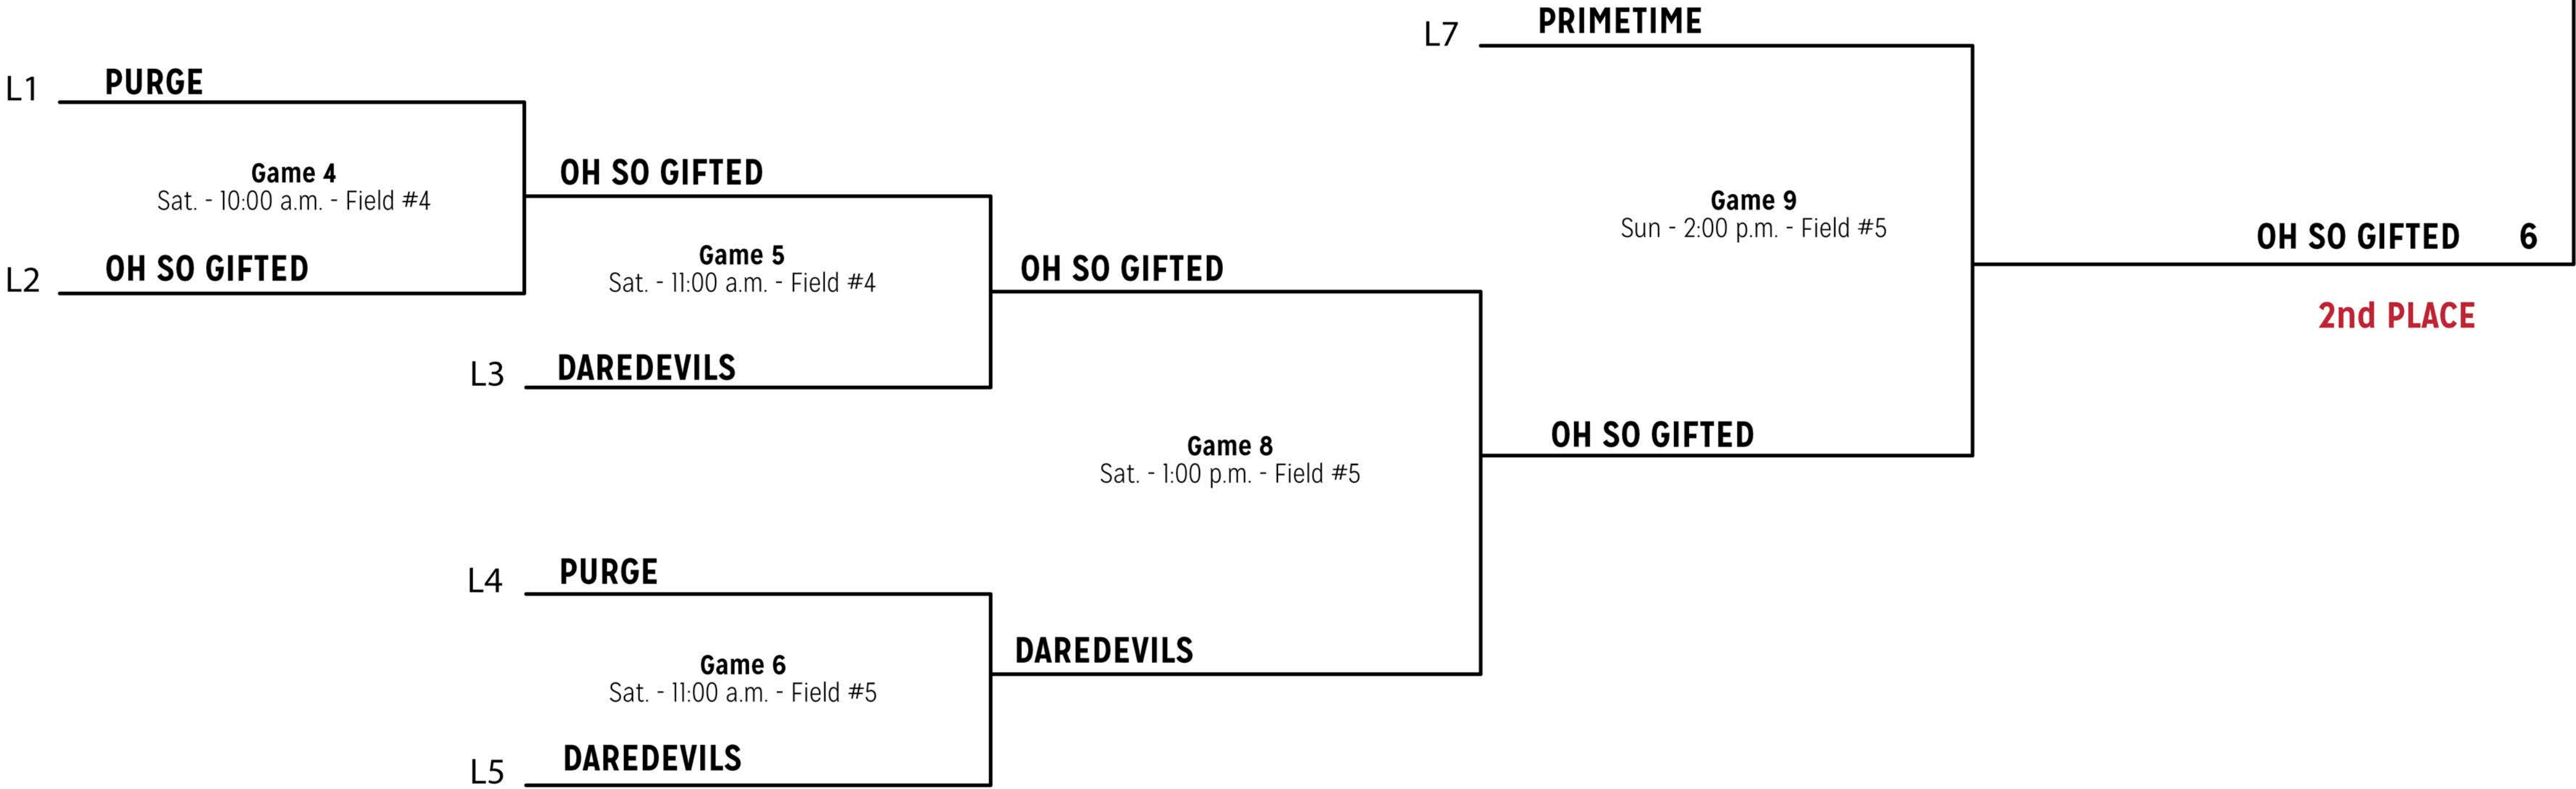 L7 PRIMETIME
L1 PURGE
Game 4
Sat. - 10:00 a.m. - Field #4
L2 OH SO GIFTED
OH SO GIFTED
Game 5
Sat. - 11:00 a.m. - Field #4
L3 DAREDEVILS
OH SO GIFTED
Game 8
Sat. - 1:00 p.m. - Field #5
L4 PURGE
Game 6
Sat. - 11:00 a.m. - Field #5
L5 DAREDEVILS
DAREDEVILS
Game 9
Sun - 2:00 p.m. - Field #5
OH SO GIFTED
OH SO GIFTED 6
2nd PLACE